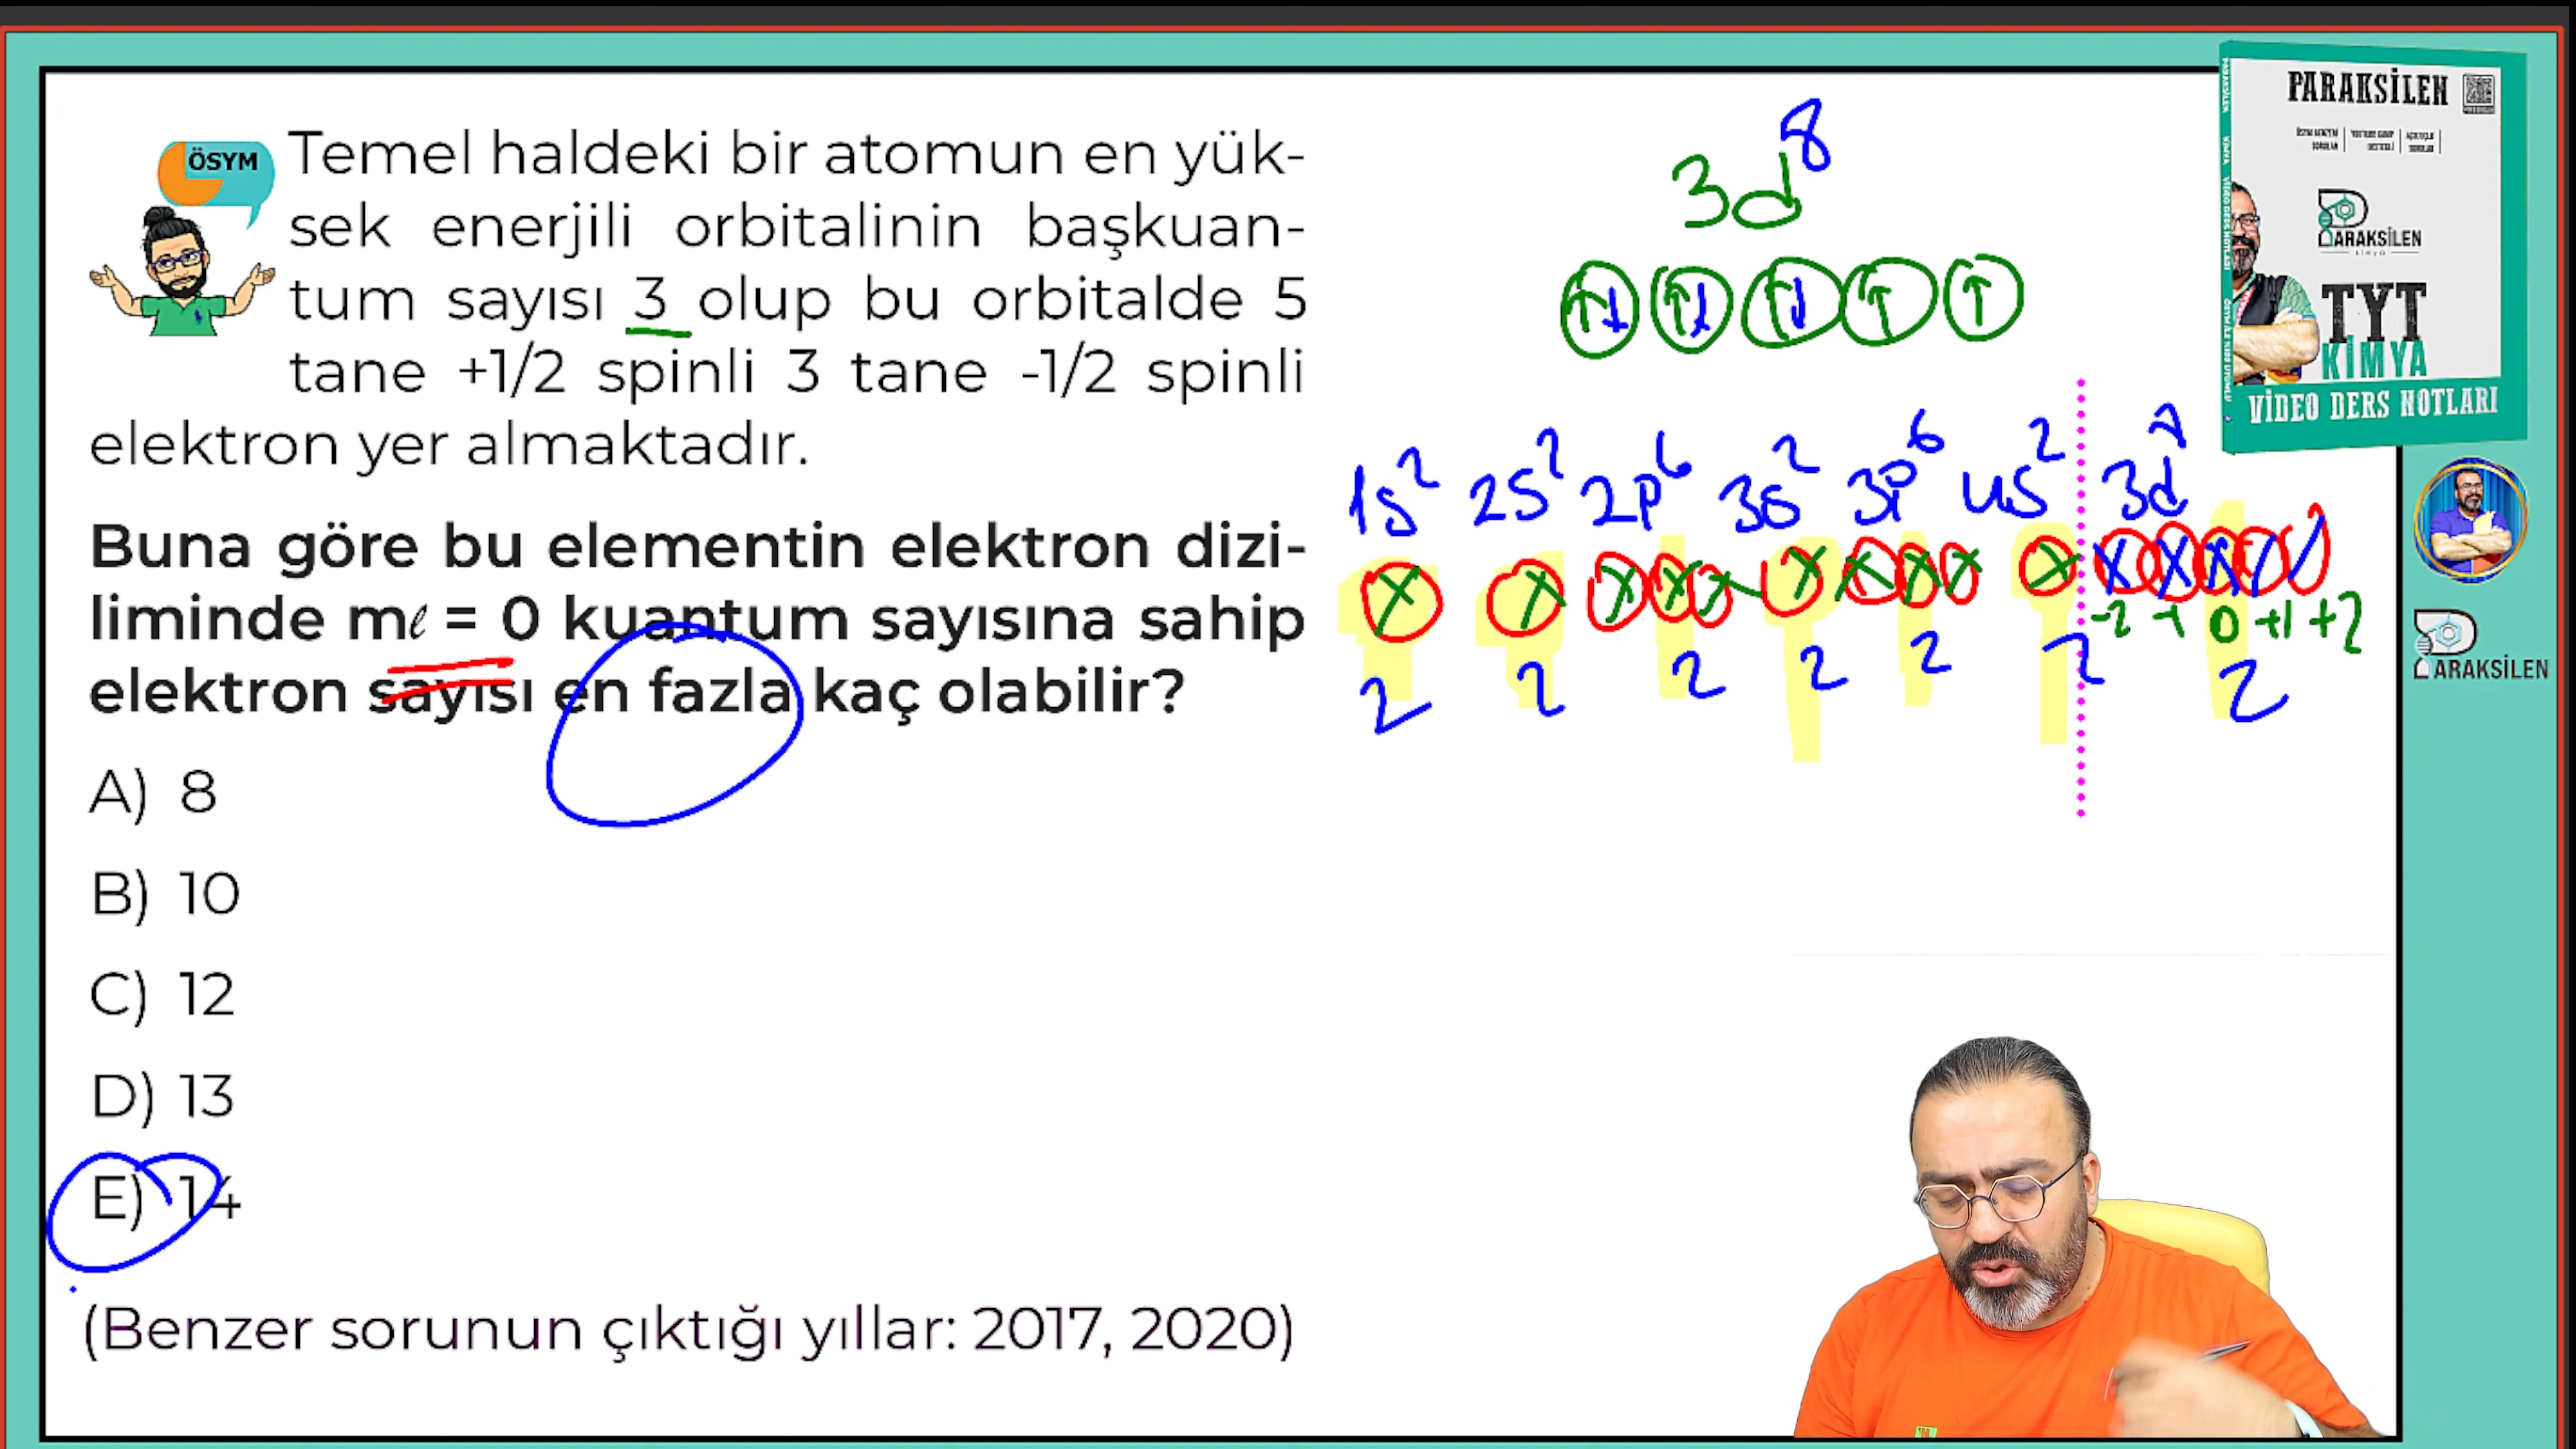 ÖSYM
Temel haldeki bir atomun en yük-
sek enerjili orbitalinin başkuan-
tum sayısı 3 olup bu orbitalde 5
tane +1/2 spinli 3 tane -1/2 spinli
elektron yer almaktadır.
Buna göre bu elementin elektron dizi-
liminde mℓ = 0 kuantum sayısına sahip
elektron sayısı en fazla kaç olabilir?
A) 8
B) 10
C) 12
D) 13
E) 14
(Benzer sorunun çıktığı yıllar: 2017, 2020)
3d⁸
1s² 2s² 2p⁶ 3s² 3p⁶ 4s² 3d
-2 0 +1 +2
2 2 2 2 2 2 2
PARAKSİLEN
PARAKSİLEN
kimya
TYT
KİMYA
VİDEO DERS NOTLARI
PARAKSİLEN